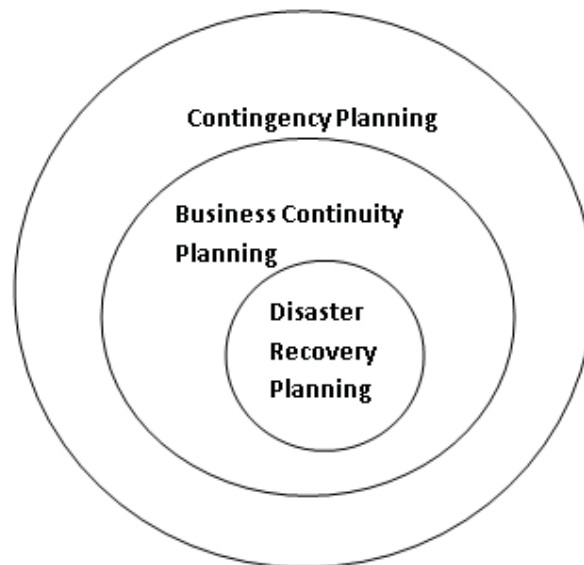 Contingency Planning
Business Continuity
Planning
Disaster
Recovery
Planning